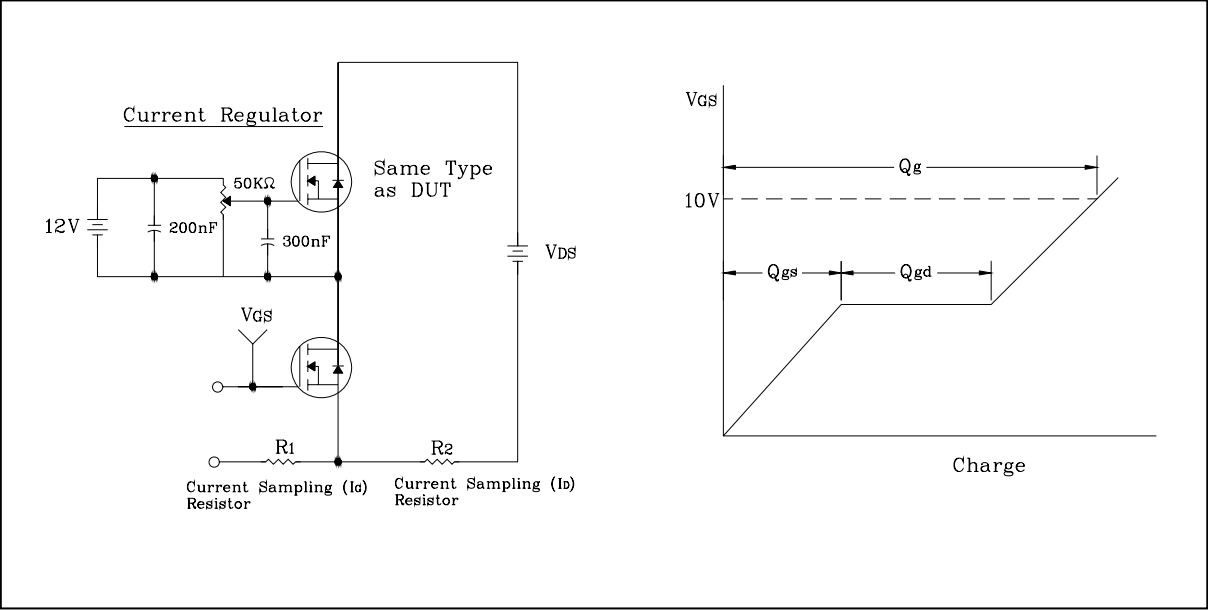 Current Regulator
Same Type
as DUT
50KΩ
12V
200nF
300nF
VDS
VGS
R1
R2
Current Sampling (IG)
Resistor
Current Sampling (ID)
Resistor
VGS
Qg
10V
Qgs
Qgd
Charge